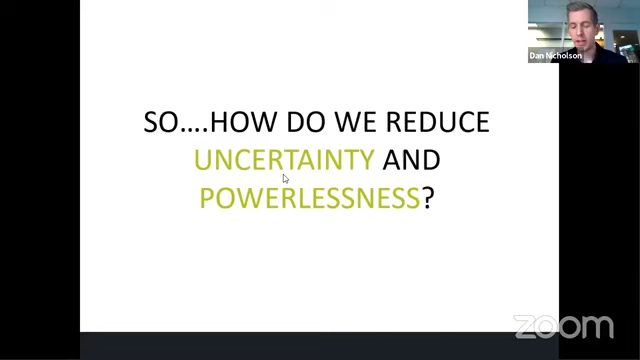 Dan Nicholson
SO....HOW DO WE REDUCE
UNCERTAINTY AND
POWERLESSNESS?
zoom